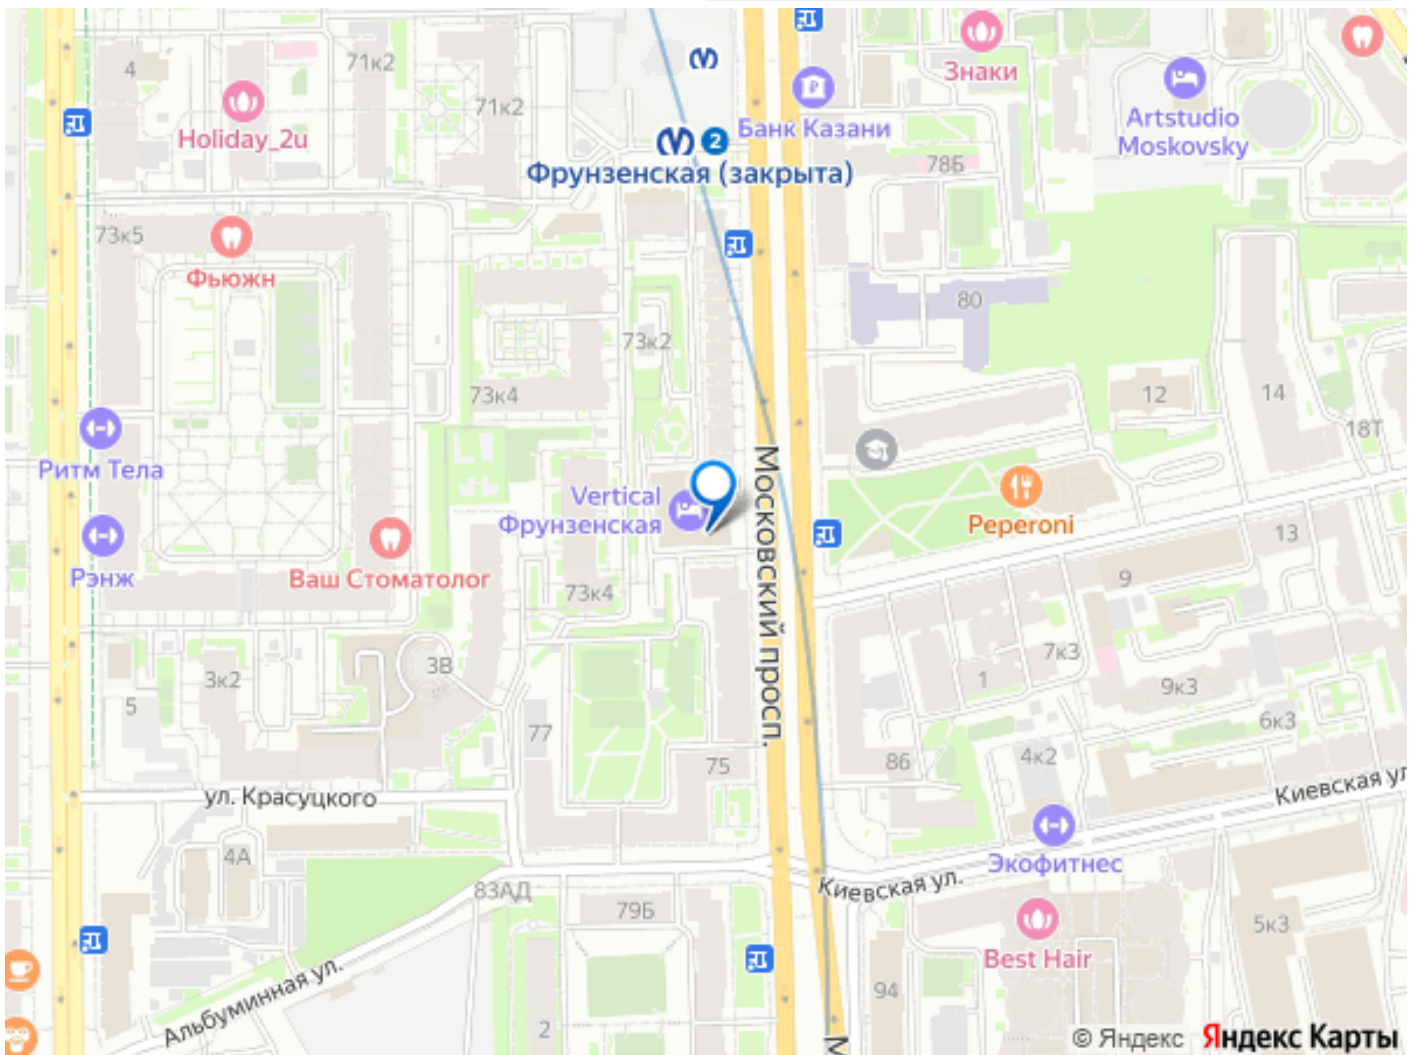 4
71к2
Знаки
Holiday_2u
71к2
Банк Казани
Artstudio
Moskovsky
2
Фрунзенская (закрыта)
78Б
73к5
Фьюжн
80
73к2
73к4
12
14
18Т
Ритм Тела
Vertical
Фрунзенская
Московский просп.
Peperoni
13
Рэнж
Ваш Стоматолог
73к4
9
7к3
3В
3к2
1
9к3
5
77
6к3
75
86
4к2
ул. Красуцкого
Киевская ул
Экофитнес
4А
Киевская ул.
83АД
79Б
5к3
Best Hair
Альбуминная ул.
94
2
М
© Яндекс Яндекс Карты